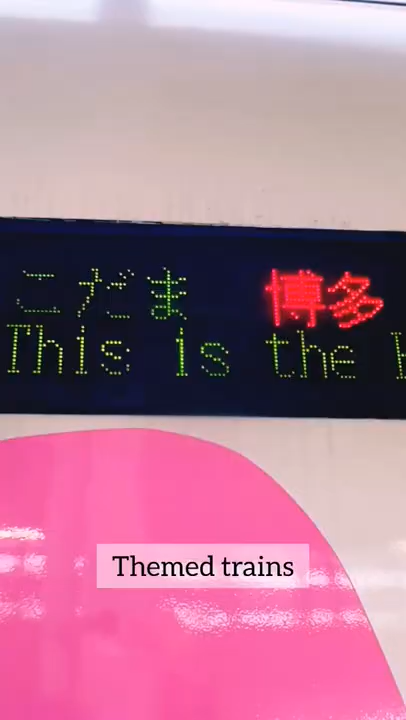 こだま 博多
This is the
Themed trains